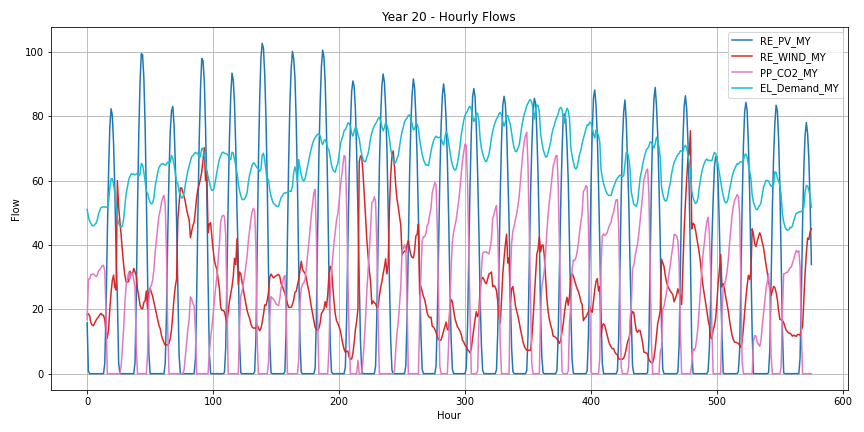 Year 20 - Hourly Flows
RE_PV_MY
RE_WIND_MY
PP_CO2_MY
EL_Demand_MY
Flow
100
80
60
40
20
0
0
100
200
300
400
500
600
Hour